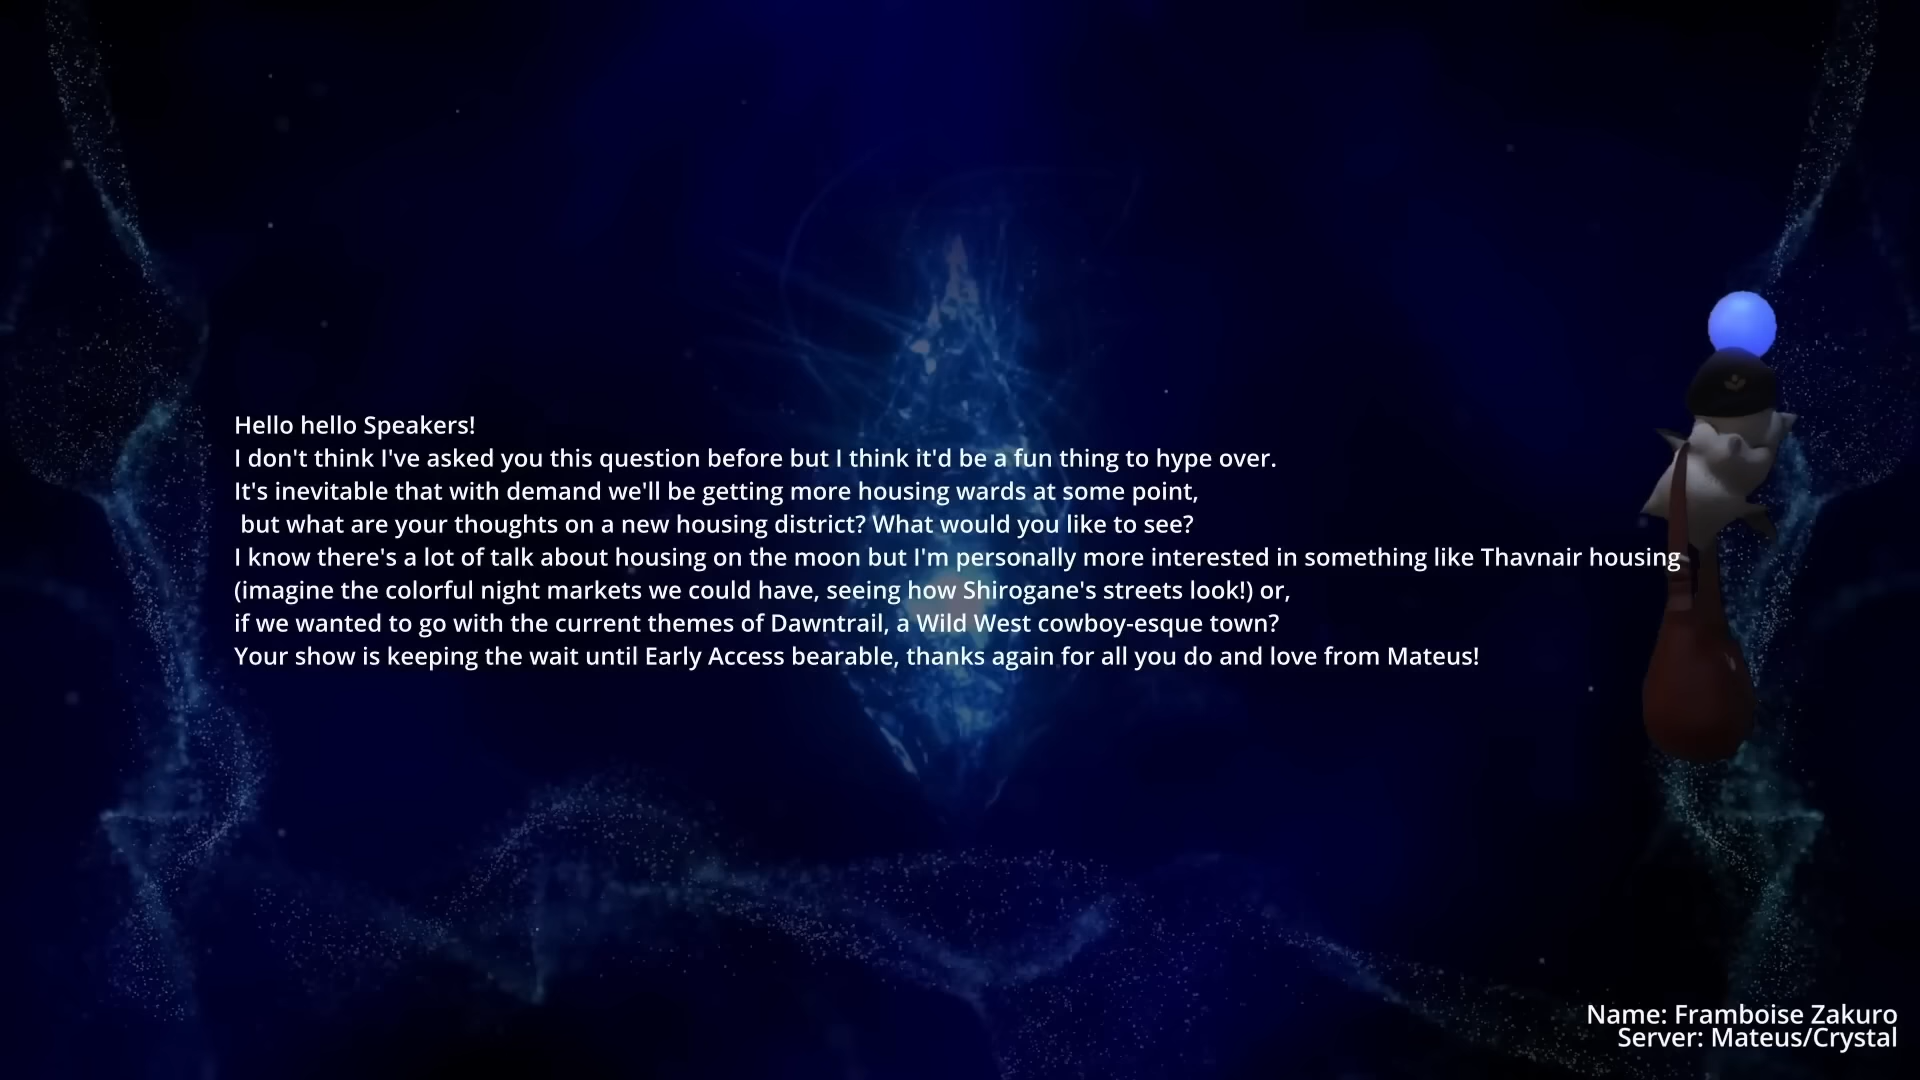 Hello hello Speakers!
I don't think I've asked you this question before but I think it'd be a fun thing to hype over.
It's inevitable that with demand we'll be getting more housing wards at some point,
but what are your thoughts on a new housing district? What would you like to see?
I know there's a lot of talk about housing on the moon but I'm personally more interested in something like Thavnair housing
(imagine the colorful night markets we could have, seeing how Shirogane's streets look!) or,
if we wanted to go with the current themes of Dawntrail, a Wild West cowboy-esque town?
Your show is keeping the wait until Early Access bearable, thanks again for all you do and love from Mateus!
Name: Framboise Zakuro
Server: Mateus/Crystal